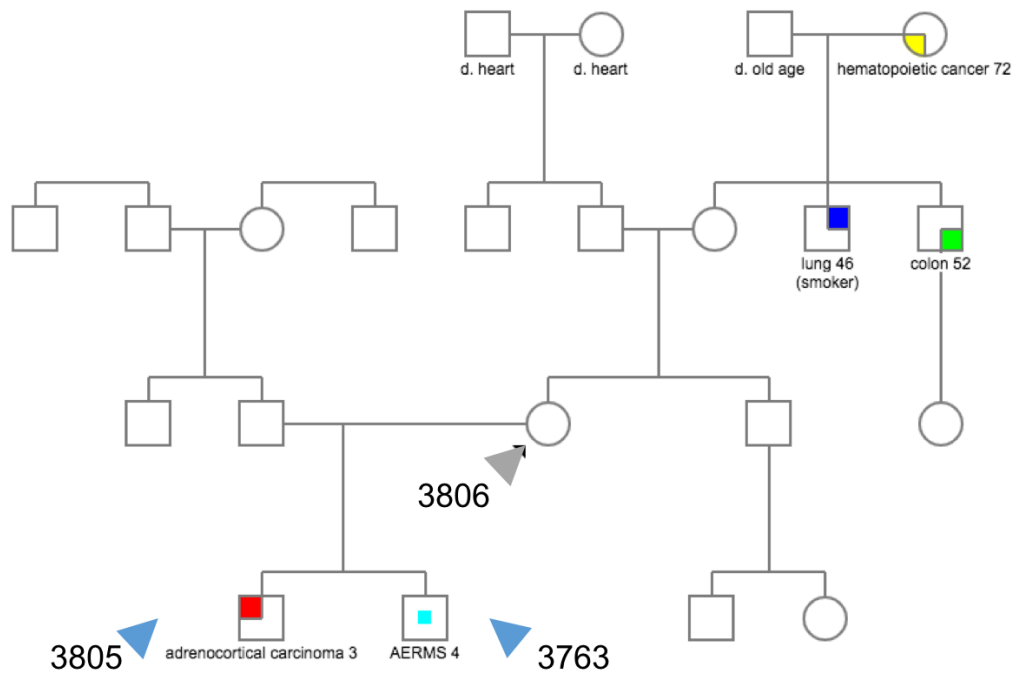 d. heart
d. heart
d. old age
hematopoietic cancer 72
lung 46
(smoker)
colon 52
3806
3805
adrenocortical carcinoma 3
AERMS 4
3763